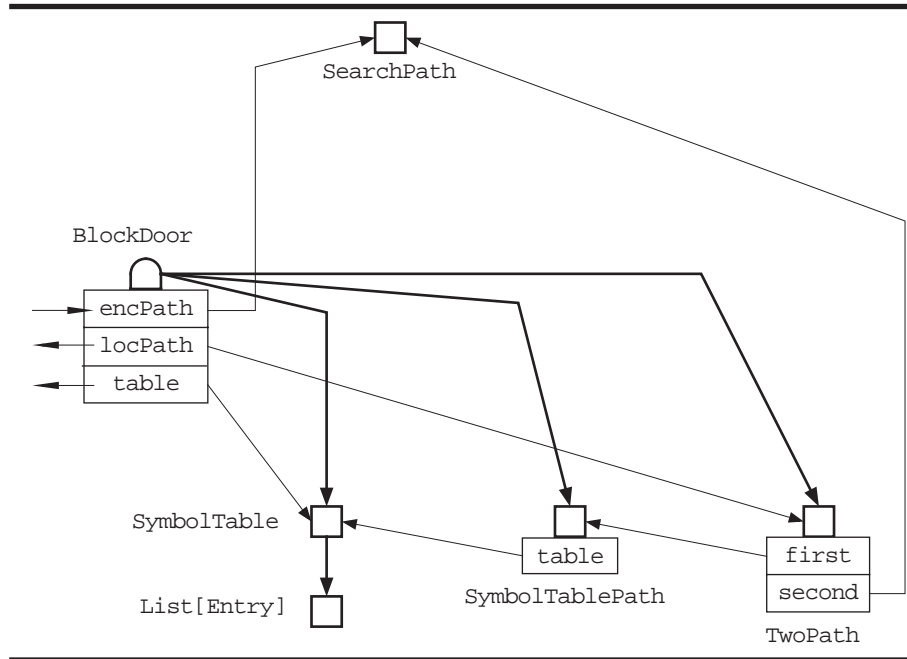 SearchPath
BlockDoor
encPath
locPath
table
SymbolTable
table
first
SymbolTablePath
second
List[Entry]
TwoPath